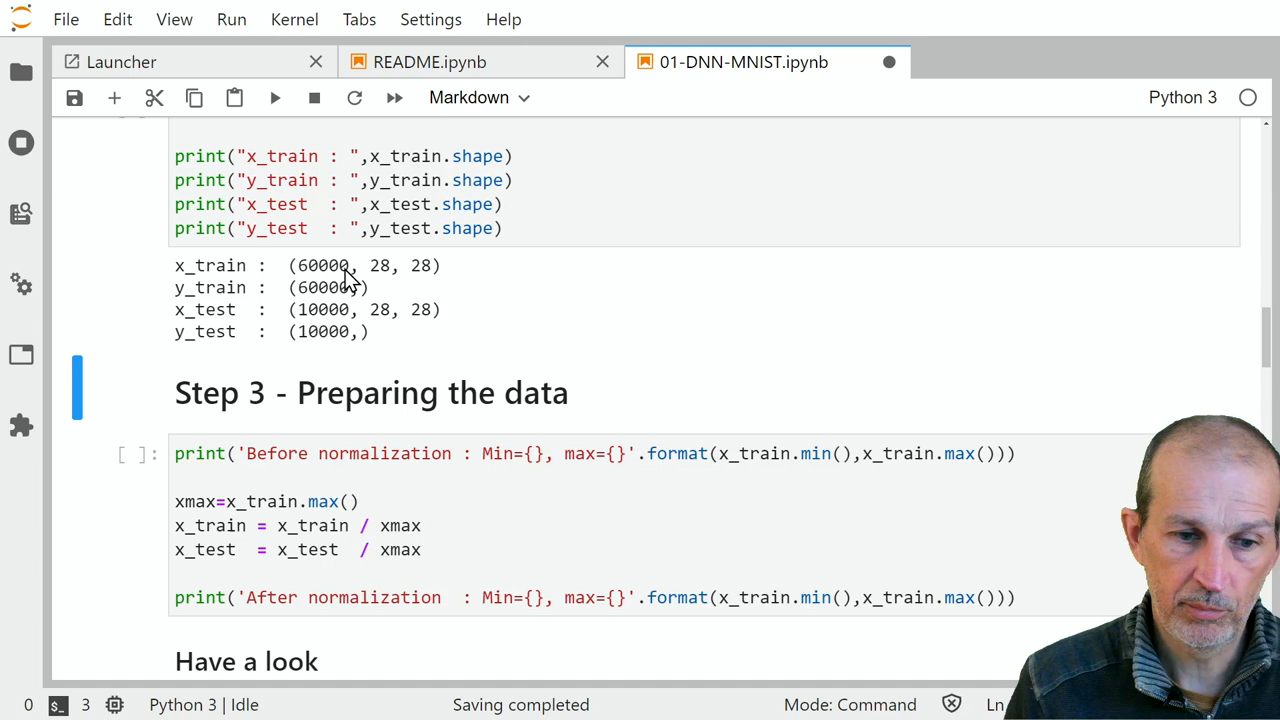 File Edit View Run Kernel Tabs Settings Help
Launcher README.ipynb 01-DNN-MNIST.ipynb
Markdown Python 3
print("x_train : ",x_train.shape)
print("y_train : ",y_train.shape)
print("x_test  : ",x_test.shape)
print("y_test  : ",y_test.shape)
x_train :  (60000, 28, 28)
y_train :  (60000,)
x_test  :  (10000, 28, 28)
y_test  :  (10000,)
Step 3 - Preparing the data
[ ]: print('Before normalization : Min={}, max={}'.format(x_train.min(),x_train.max()))
xmax=x_train.max()
x_train = x_train / xmax
x_test  = x_test  / xmax
print('After normalization  : Min={}, max={}'.format(x_train.min(),x_train.max()))
Have a look
0 $_ 3 Python 3 | Idle Saving completed Mode: Command Ln